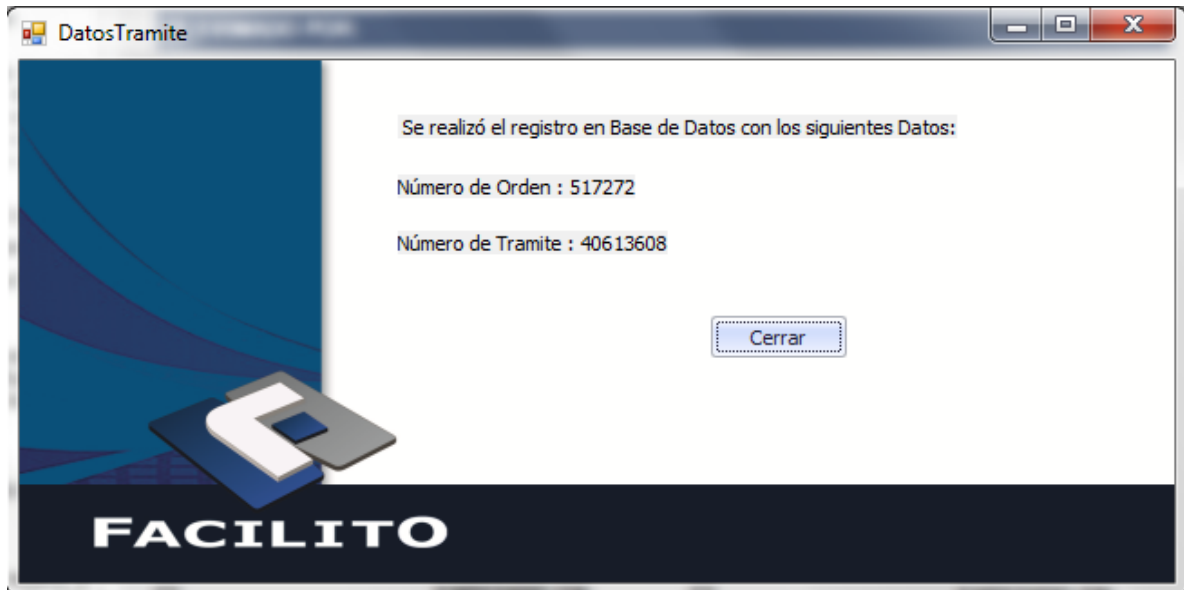 DatosTramite
Se realizó el registro en Base de Datos con los siguientes Datos:
Número de Orden : 517272
Número de Tramite : 40613608
Cerrar
FACILITO